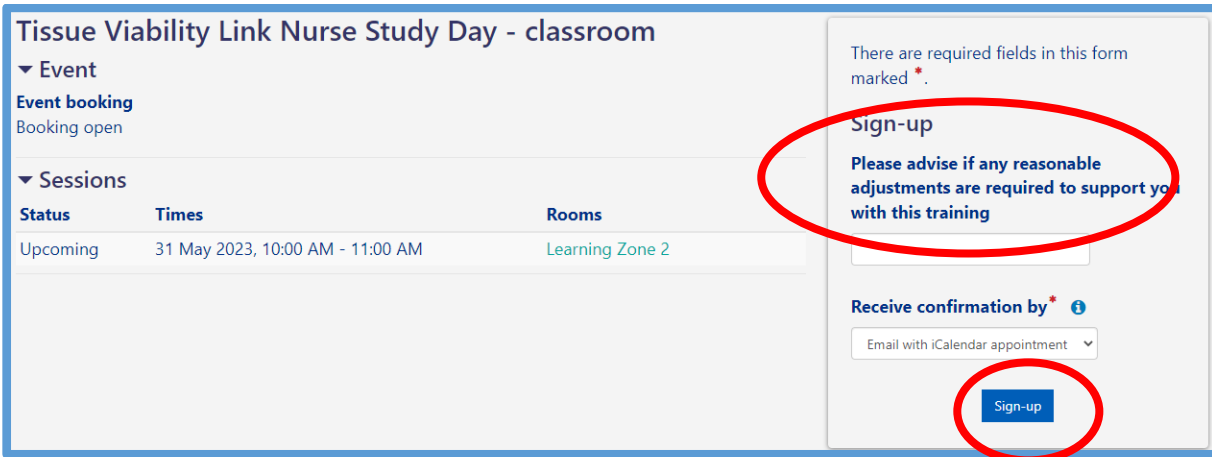 Tissue Viability Link Nurse Study Day - classroom
Event
Event booking
Booking open
Sessions
Status Times Rooms
Upcoming 31 May 2023, 10:00 AM - 11:00 AM Learning Zone 2
There are required fields in this form
marked *.
Sign-up
Please advise if any reasonable
adjustments are required to support you
with this training
Receive confirmation by*
Email with iCalendar appointment
Sign-up